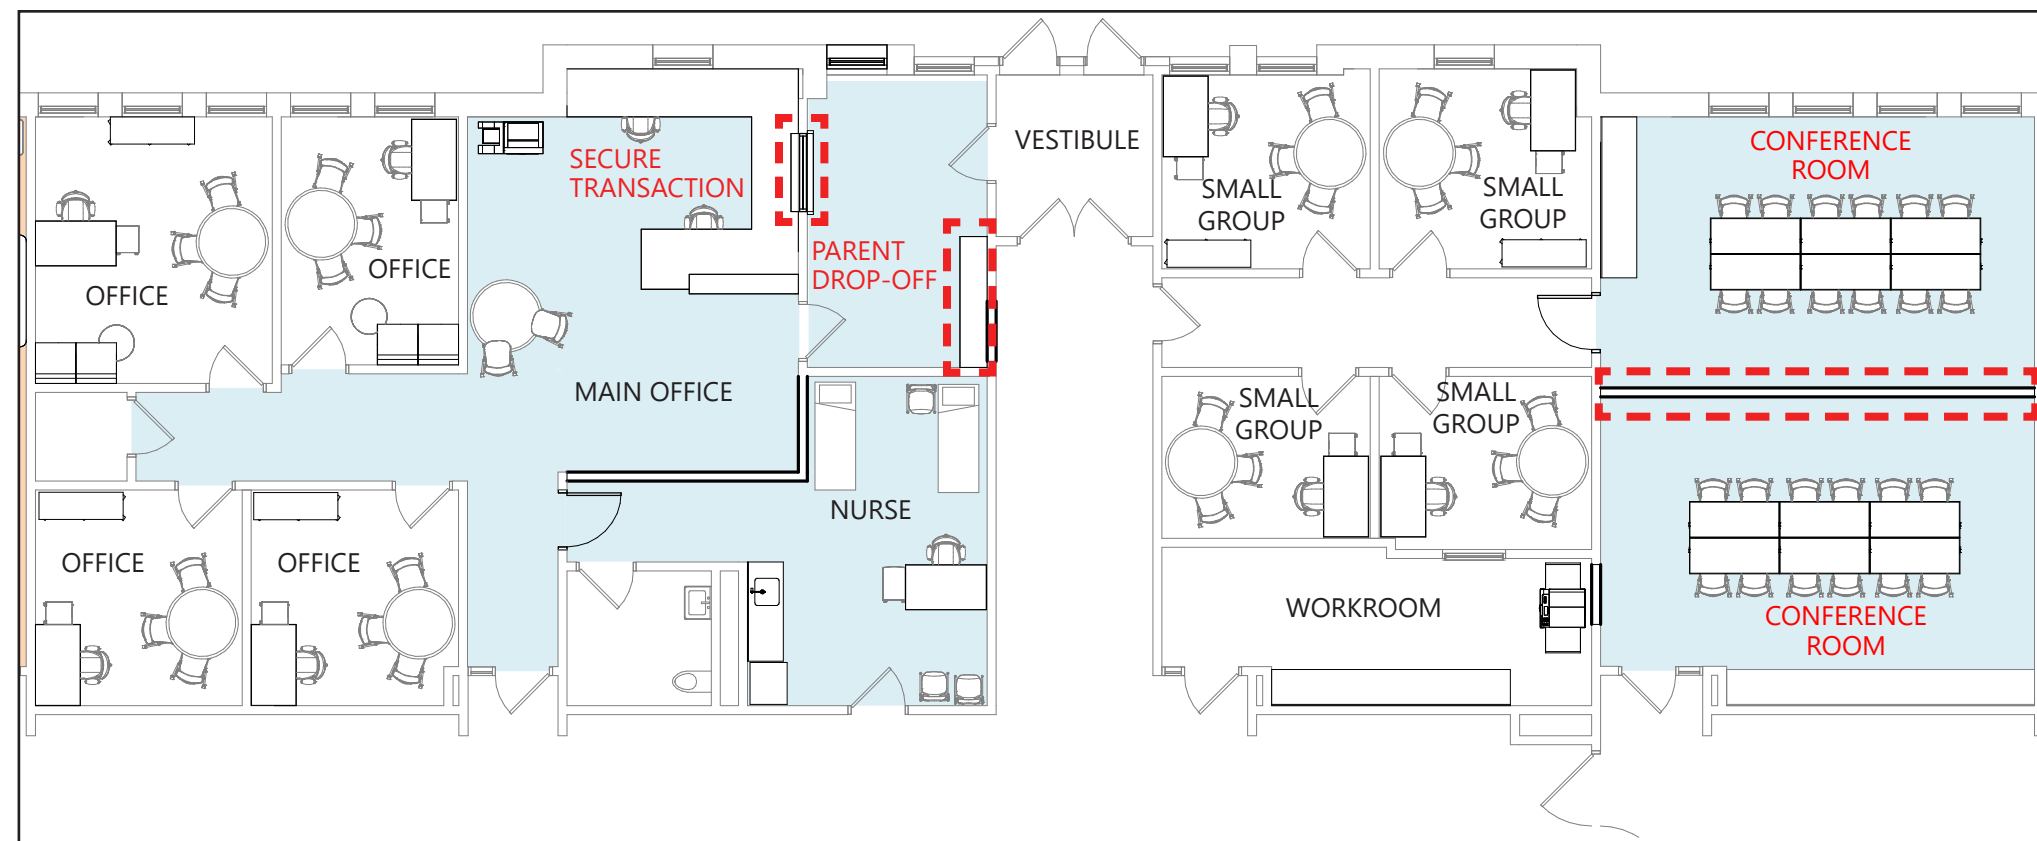 VESTIBULE
CONFERENCE
ROOM
SECURE
TRANSACTION
SMALL
GROUP
SMALL
GROUP
PARENT
DROP-OFF
OFFICE
OFFICE
MAIN OFFICE
SMALL
GROUP
SMALL
GROUP
NURSE
OFFICE
OFFICE
WORKROOM
CONFERENCE
ROOM